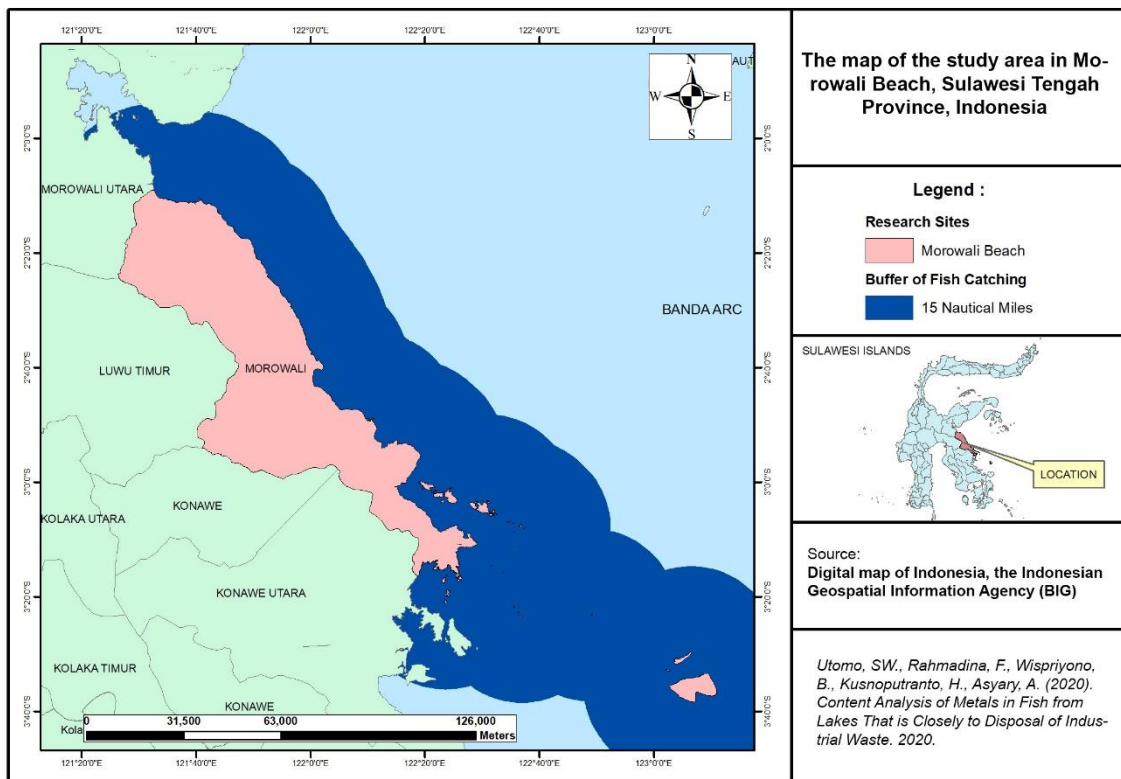 121°20'0"E
121°40'0"E
122°0'0"E
122°20'0"E
122°40'0"E
123°0'0"E
N
W
E
S
AUT
2°0'0"S
2°20'0"S
2°40'0"S
3°0'0"S
3°20'0"S
3°40'0"S
2°0'0"S
2°20'0"S
2°40'0"S
3°0'0"S
3°20'0"S
3°40'0"S
MOROWALI UTARA
BANDA ARC
LUWU TIMUR
MOROWALI
KONAWE
KOLAKA UTARA
KONAWE UTARA
KOLAKA TIMUR
KONAWE
Kola
0
31,500
63,000
126,000
Meters
121°20'0"E
121°40'0"E
122°0'0"E
122°20'0"E
122°40'0"E
123°0'0"E
The map of the study area in Mo-
rowali Beach, Sulawesi Tengah
Province, Indonesia
Legend :
Research Sites
Morowali Beach
Buffer of Fish Catching
15 Nautical Miles
SULAWESI ISLANDS
LOCATION
Source:
Digital map of Indonesia, the Indonesian
Geospatial Information Agency (BIG)
Utomo, SW., Rahmadina, F., Wispriyono,
B., Kusnoputranto, H., Asyary, A. (2020).
Content Analysis of Metals in Fish from
Lakes That is Closely to Disposal of Indus-
trial Waste. 2020.